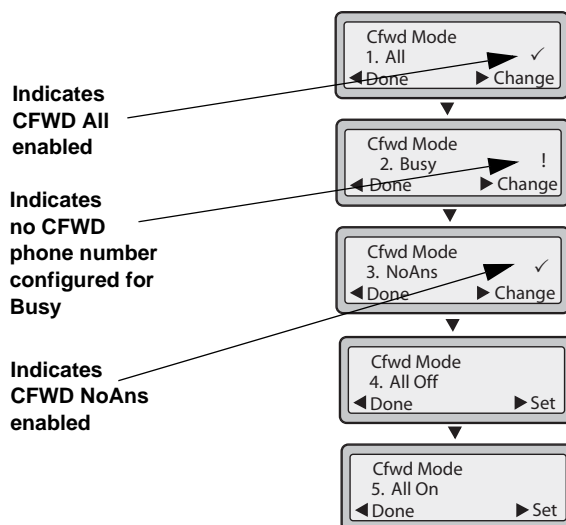 Cfwd Mode
1. All ✓
◀Done ▶Change
Indicates
CFWD All
enabled
Cfwd Mode
2. Busy !
◀Done ▶Change
Indicates
no CFWD
phone number
configured for
Busy
Cfwd Mode
3. NoAns ✓
◀Done ▶Change
Indicates
CFWD NoAns
enabled
Cfwd Mode
4. All Off
◀Done ▶Set
Cfwd Mode
5. All On
◀Done ▶Set